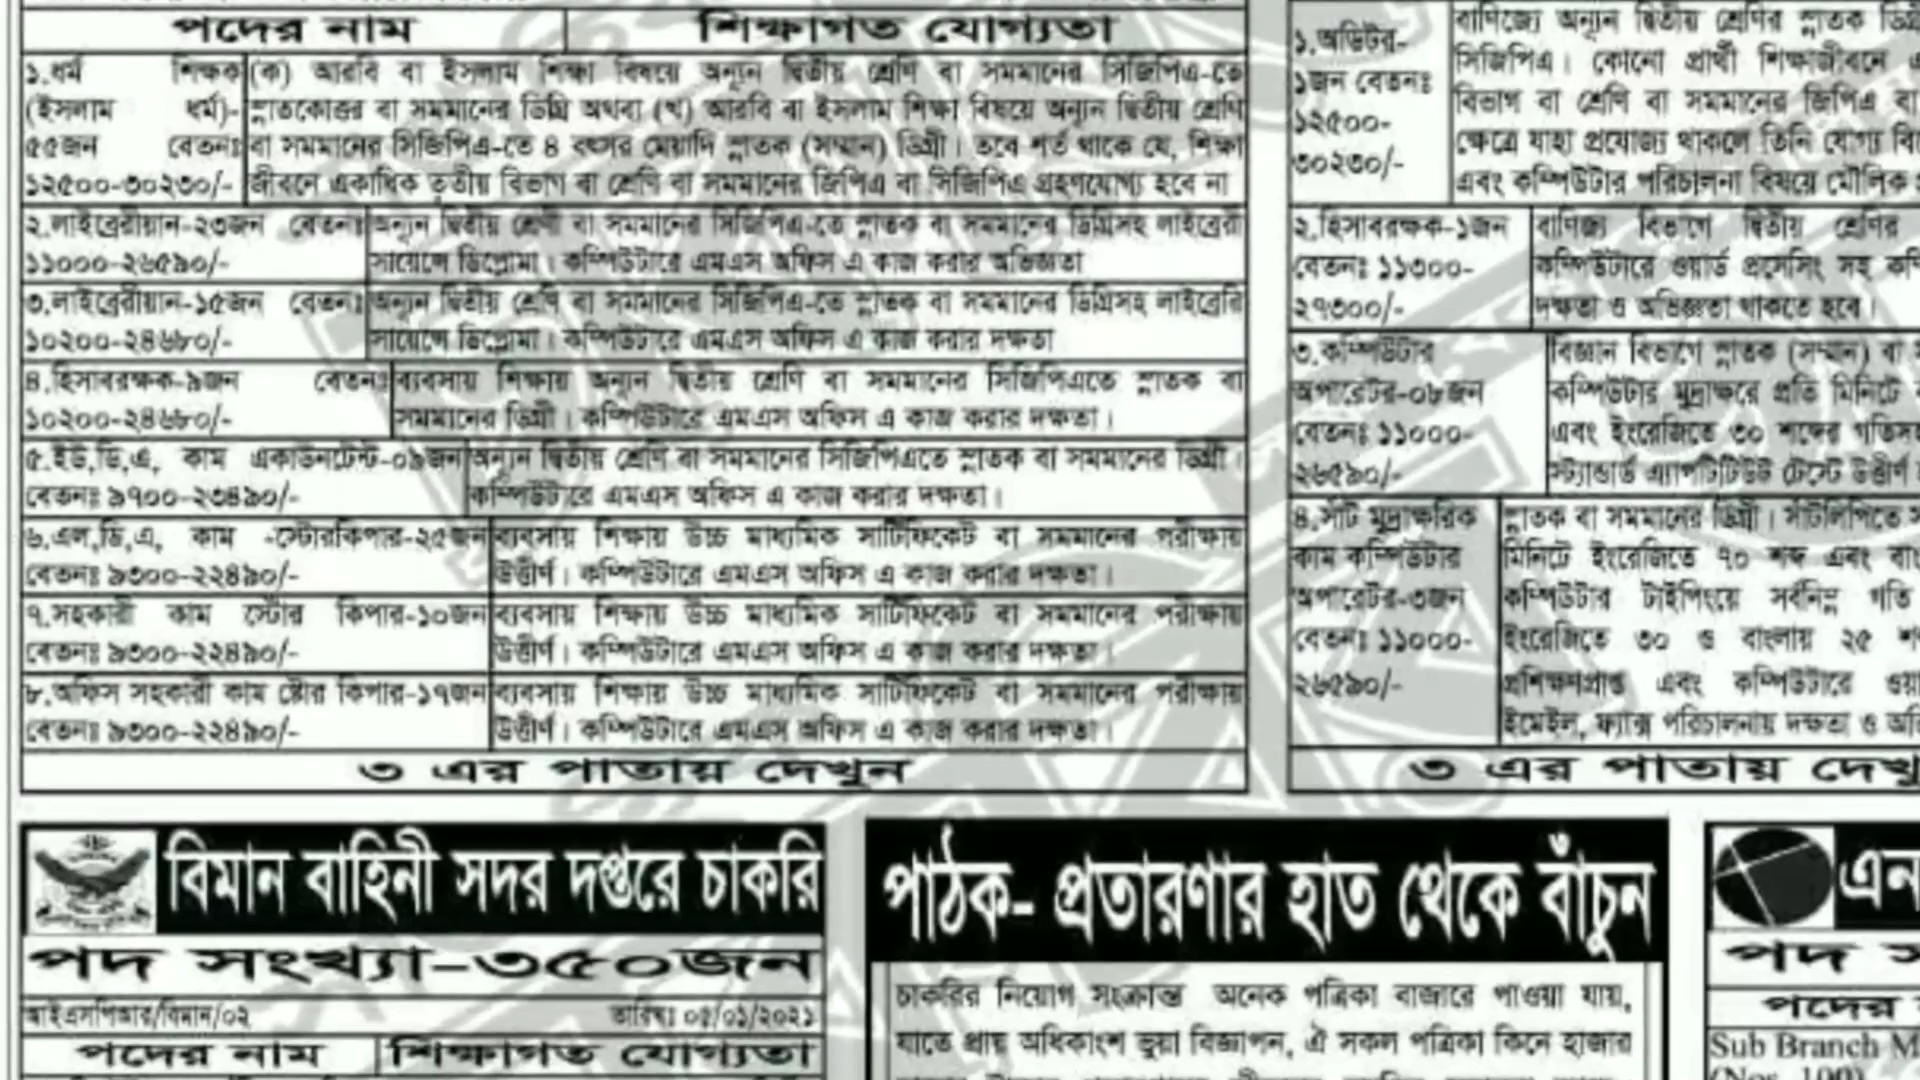 পদের নাম শিক্ষাগত যোগ্যতা
১.ধর্ম শিক্ষক (ক) আরবি বা ইসলাম শিক্ষা বিষয়ে অন্যূন দ্বিতীয় শ্রেণি বা সমমানের সিজিপিএ-তে
(ইসলাম ধর্ম)- স্নাতকোত্তর বা সমমানের ডিগ্রি অথবা (খ) আরবি বা ইসলাম শিক্ষা বিষয়ে অন্যূন দ্বিতীয় শ্রেণি
৫৫জন বেতনঃ বা সমমানের সিজিপিএ-তে ৪ বৎসর মেয়াদি স্নাতক (সম্মান) ডিগ্রী। তবে শর্ত থাকে যে, শিক্ষা
১২৫০০-৩০২৩০/- জীবনে একাধিক তৃতীয় বিভাগ বা শ্রেণি বা সমমানের জিপিএ বা সিজিপিএ গ্রহণযোগ্য হবে না
২.লাইব্রেরীয়ান-২৩জন বেতনঃ অন্যূন দ্বিতীয় শ্রেণী বা সমমানের সিজিপিএ-তে স্নাতক বা সমমানের ডিগ্রিসহ লাইব্রেরী
১১০০০-২৬৫৯০/- সায়েন্সে ডিপ্লোমা। কম্পিউটারে এমএস অফিস এ কাজ করার অভিজ্ঞতা
৩.লাইব্রেরীয়ান-১৫জন বেতনঃ অন্যূন দ্বিতীয় শ্রেণি বা সমমানের সিজিপিএ-তে স্নাতক বা সমমানের ডিগ্রিসহ লাইব্রেরি
১০২০০-২৪৬৮০/- সায়েন্সে ডিপ্লোমা। কম্পিউটারে এমএস অফিস এ কাজ করার দক্ষতা
৪.হিসাবরক্ষক-৯জন বেতনঃ ব্যবসায় শিক্ষায় অন্যূন দ্বিতীয় শ্রেণি বা সমমানের সিজিপিএতে স্নাতক বা
১০২০০-২৪৬৮০/- সমমানের ডিগ্রী। কম্পিউটারে এমএস অফিস এ কাজ করার দক্ষতা।
৫.ইউ,ডি,এ, কাম একাউনটেন্ট-০৯জন অন্যূন দ্বিতীয় শ্রেণি বা সমমানের সিজিপিএতে স্নাতক বা সমমানের ডিগ্রী।
বেতনঃ ৯৭০০-২৩৪৯০/- কম্পিউটারে এমএস অফিস এ কাজ করার দক্ষতা।
৬.এল,ডি,এ, কাম -স্টোরকিপার-২৫জন ব্যবসায় শিক্ষায় উচ্চ মাধ্যমিক সার্টিফিকেট বা সমমানের পরীক্ষায়
বেতনঃ ৯৩০০-২২৪৯০/- উত্তীর্ণ। কম্পিউটারে এমএস অফিস এ কাজ করার দক্ষতা।
৭.সহকারী কাম স্টোর কিপার-১০জন ব্যবসায় শিক্ষায় উচ্চ মাধ্যমিক সার্টিফিকেট বা সমমানের পরীক্ষায়
বেতনঃ ৯৩০০-২২৪৯০/- উত্তীর্ণ। কম্পিউটারে এমএস অফিস এ কাজ করার দক্ষতা।
৮.অফিস সহকারী কাম ষ্টোর কিপার-১৭জন ব্যবসায় শিক্ষায় উচ্চ মাধ্যমিক সার্টিফিকেট বা সমমানের পরীক্ষায়
বেতনঃ ৯৩০০-২২৪৯০/- উত্তীর্ণ। কম্পিউটারে এমএস অফিস এ কাজ করার দক্ষতা।
৩ এর পাতায় দেখুন
১.অডিটর- বাণিজ্যে অন্যূন দ্বিতীয় শ্রেণির স্নাতক
১জন বেতনঃ সিজিপিএ। কোনো প্রার্থী শিক্ষাজীবনে
১২৫০০- বিভাগ বা শ্রেণি বা সমমানের জিপিএ বা
৩০২৩০/- ক্ষেত্রে যাহা প্রযোজ্য থাকলে তিনি যোগ্য
এবং কম্পিউটার পরিচালনা বিষয়ে মৌলিক
২.হিসাবরক্ষক-১জন বাণিজ্য বিভাগে দ্বিতীয় শ্রেণির
বেতনঃ ১১৩০০- কম্পিউটারে ওয়ার্ড প্রসেসিং সহ
২৭৩০০/- দক্ষতা ও অভিজ্ঞতা থাকতে হবে।
৩.কম্পিউটার বিজ্ঞান বিভাগে স্নাতক (সম্মান) বা
অপারেটর-০৮জন কম্পিউটার মুদ্রাক্ষরে প্রতি মিনিটে
বেতনঃ ১১০০০- এবং ইংরেজিতে ৩০ শব্দের
২৬৫৯০/- স্ট্যান্ডার্ড এ্যাপটিটিউট টেস্টে উত্তীর্ণ
৪.সাঁট মুদ্রাক্ষরিক স্নাতক বা সমমানের ডিগ্রী। সাঁটলিপিতে
কাম কম্পিউটার মিনিটে ইংরেজিতে ৭০ শব্দ এবং
অপারেটর-৩জন কম্পিউটার টাইপিংয়ে সর্বনিম্ন গতি
বেতনঃ ১১০০০- ইংরেজিতে ৩০ ও বাংলায় ২৫
২৬৫৯০/- প্রশিক্ষণপ্রাপ্ত এবং কম্পিউটারে
ইমেইল, ফ্যাক্স পরিচালনায় দক্ষতা ও
৩ এর পাতায় দেখু
বিমান বাহিনী সদর দপ্তরে চাকরি
পদ সংখ্যা-৩৫০জন
আইএসপিআর/বিমান/০২ তারিখঃ ০৫/০১/২০২১
পদের নাম শিক্ষাগত যোগ্যতা
পাঠক- প্রতারণার হাত থেকে বাঁচুন
চাকরির নিয়োগ সংক্রান্ত অনেক পত্রিকা বাজারে পাওয়া যায়,
যাতে প্রায় অধিকাংশ ভুয়া বিজ্ঞাপন, ঐ সকল পত্রিকা কিনে হাজার
এন
পদ
পদের
Sub Branch M